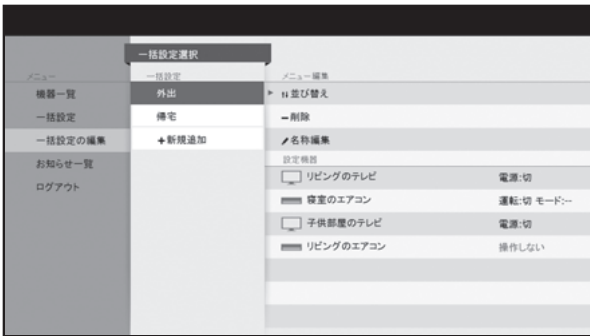 一括設定選択
メニュー
機器一覧
一括設定
一括設定の編集
お知らせ一覧
ログアウト
一括設定
外出
帰宅
+新規追加
メニュー編集
並び替え
削除
名称編集
設定機器
リビングのテレビ 電源:切
寝室のエアコン 運転:切 モード:--
子供部屋のテレビ 電源:切
リビングのエアコン 操作しない